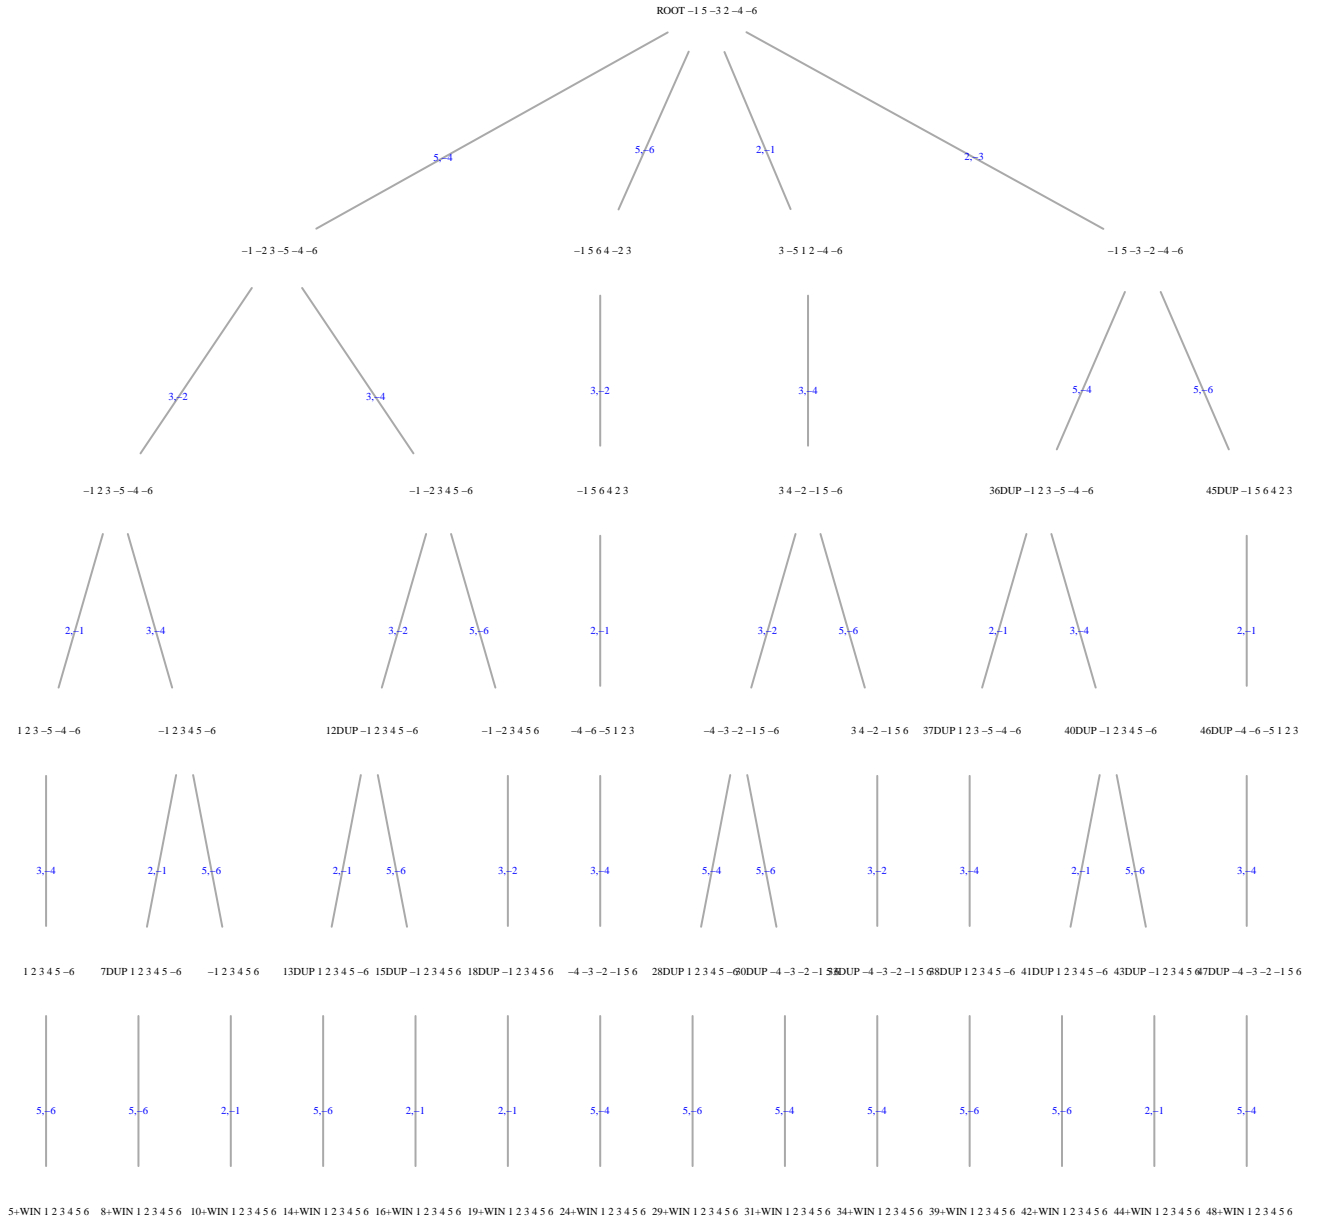 ROOT −1 5 −3 2 −4 −6
5,−4 5,−6 2,−1 2,−3
−1 −2 3 −5 −4 −6 −1 5 6 4 −2 3 3 −5 1 2 −4 −6 −1 5 −3 −2 −4 −6
3,−2 3,−4 3,−2 3,−4 5,−4 5,−6
−1 2 3 −5 −4 −6 −1 −2 3 4 5 −6 −1 5 6 4 2 3 3 4 −2 −1 5 −6 36DUP −1 2 3 −5 −4 −6 45DUP −1 5 6 4 2 3
2,−1 3,−4 3,−2 5,−6 2,−1 3,−2 5,−6 2,−1 3,−4 2,−1
1 2 3 −5 −4 −6 −1 2 3 4 5 −6 12DUP −1 2 3 4 5 −6 −1 −2 3 4 5 6 −4 −6 −5 1 2 3 −4 −3 −2 −1 5 −6 3 4 −2 −1 5 6 37DUP 1 2 3 −5 −4 −6 40DUP −1 2 3 4 5 −6 46DUP −4 −6 −5 1 2 3
3,−4 2,−1 5,−6 2,−1 5,−6 3,−2 3,−4 5,−4 5,−6 3,−2 3,−4 2,−1 5,−6 3,−4
1 2 3 4 5 −6 7DUP 1 2 3 4 5 −6 −1 2 3 4 5 6 13DUP 1 2 3 4 5 −6 15DUP −1 2 3 4 5 6 18DUP −1 2 3 4 5 6 −4 −3 −2 −1 5 6 28DUP 1 2 3 4 5 −6 30DUP −4 −3 −2 −1 5 6 DUP −4 −3 −2 −1 5 6 38DUP 1 2 3 4 5 −6 41DUP 1 2 3 4 5 −6 43DUP −1 2 3 4 5 6 47DUP −4 −3 −2 −1 5 6
5,−6 5,−6 2,−1 5,−6 2,−1 2,−1 5,−4 5,−6 5,−4 5,−4 5,−6 5,−6 2,−1 5,−4
5+WIN 1 2 3 4 5 6 8+WIN 1 2 3 4 5 6 10+WIN 1 2 3 4 5 6 14+WIN 1 2 3 4 5 6 16+WIN 1 2 3 4 5 6 19+WIN 1 2 3 4 5 6 24+WIN 1 2 3 4 5 6 29+WIN 1 2 3 4 5 6 31+WIN 1 2 3 4 5 6 34+WIN 1 2 3 4 5 6 39+WIN 1 2 3 4 5 6 42+WIN 1 2 3 4 5 6 44+WIN 1 2 3 4 5 6 48+WIN 1 2 3 4 5 6